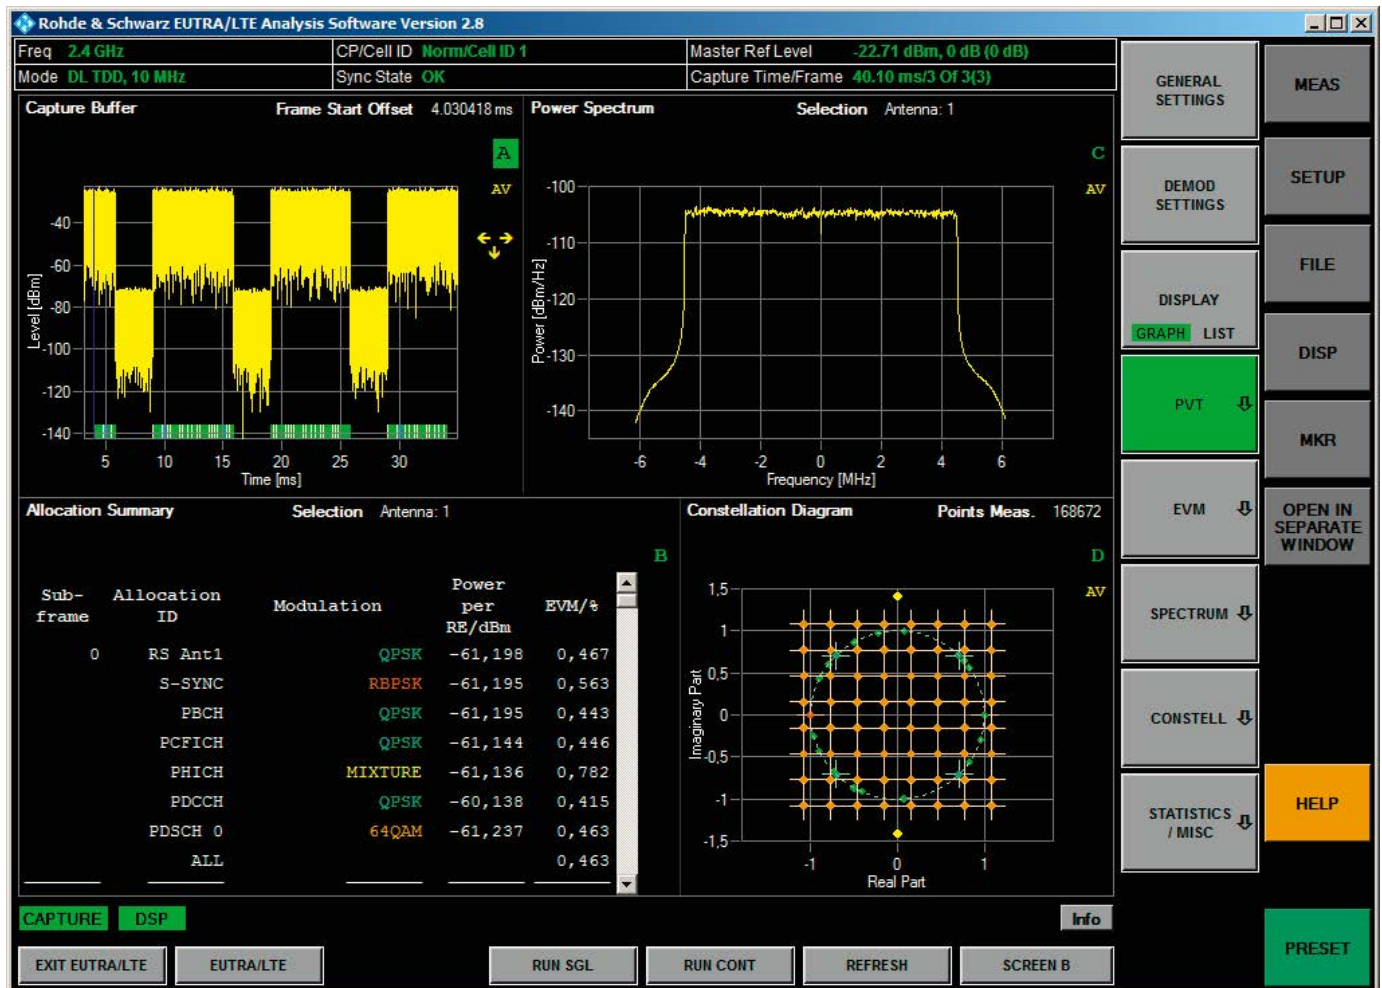 Rohde & Schwarz EUTRA/LTE Analysis Software Version 2.8
Freq 2.4 GHz CP/Cell ID Norm/Cell ID 1 Master Ref Level -22.71 dBm, 0 dB (0 dB)
Mode DL TDD, 10 MHz Sync State OK Capture Time/Frame 40.10 ms/3 Of 3(3)
Capture Buffer Frame Start Offset 4.030418 ms
A
AV
Level [dBm]
-40
-60
-80
-100
-120
-140
5 10 15 20 25 30
Time [ms]
Power Spectrum Selection Antenna: 1
C
AV
Power [dBm/Hz]
-100
-110
-120
-130
-140
-6 -4 -2 0 2 4 6
Frequency [MHz]
Allocation Summary Selection Antenna: 1
B
Sub-frame Allocation ID Modulation Power per RE/dBm EVM/%
0 RS Ant1 QPSK -61,198 0,467
S-SYNC RBPSK -61,195 0,563
PBCH QPSK -61,195 0,443
PCFICH QPSK -61,144 0,446
PHICH MIXTURE -61,136 0,782
PDCCH QPSK -60,138 0,415
PDSCH 0 64QAM -61,237 0,463
ALL 0,463
Constellation Diagram Points Meas. 168672
D
AV
Imaginary Part
1,5
1
0,5
0
-0,5
-1
-1,5
-1 0 1
Real Part
GENERAL
SETTINGS
DEMOD
SETTINGS
DISPLAY
GRAPH LIST
PVT
EVM
SPECTRUM
CONSTELL
STATISTICS
/ MISC
MEAS
SETUP
FILE
DISP
MKR
OPEN IN
SEPARATE
WINDOW
HELP
PRESET
CAPTURE DSP Info
EXIT EUTRA/LTE EUTRA/LTE RUN SGL RUN CONT REFRESH SCREEN B